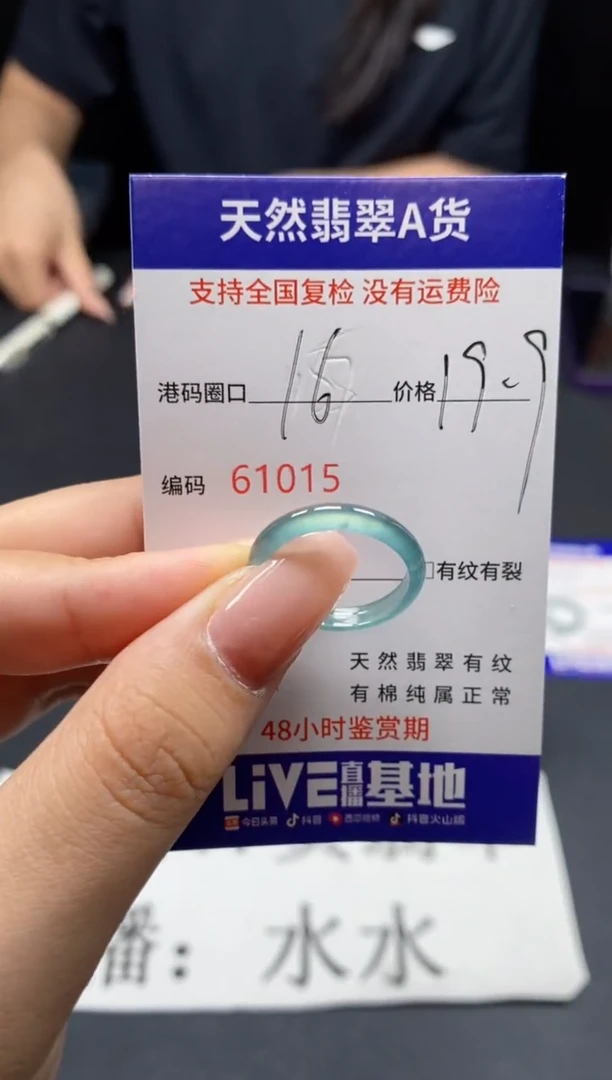 天然翡翠A货
支持全国复检 没有运费险
港码圈口 16 价格 19.9
编码 61015
□有纹有裂
天然翡翠有纹
有棉纯属正常
48小时鉴赏期
LiVE直播基地
今日头条 抖音 西瓜视频 抖音火山版
播：水水